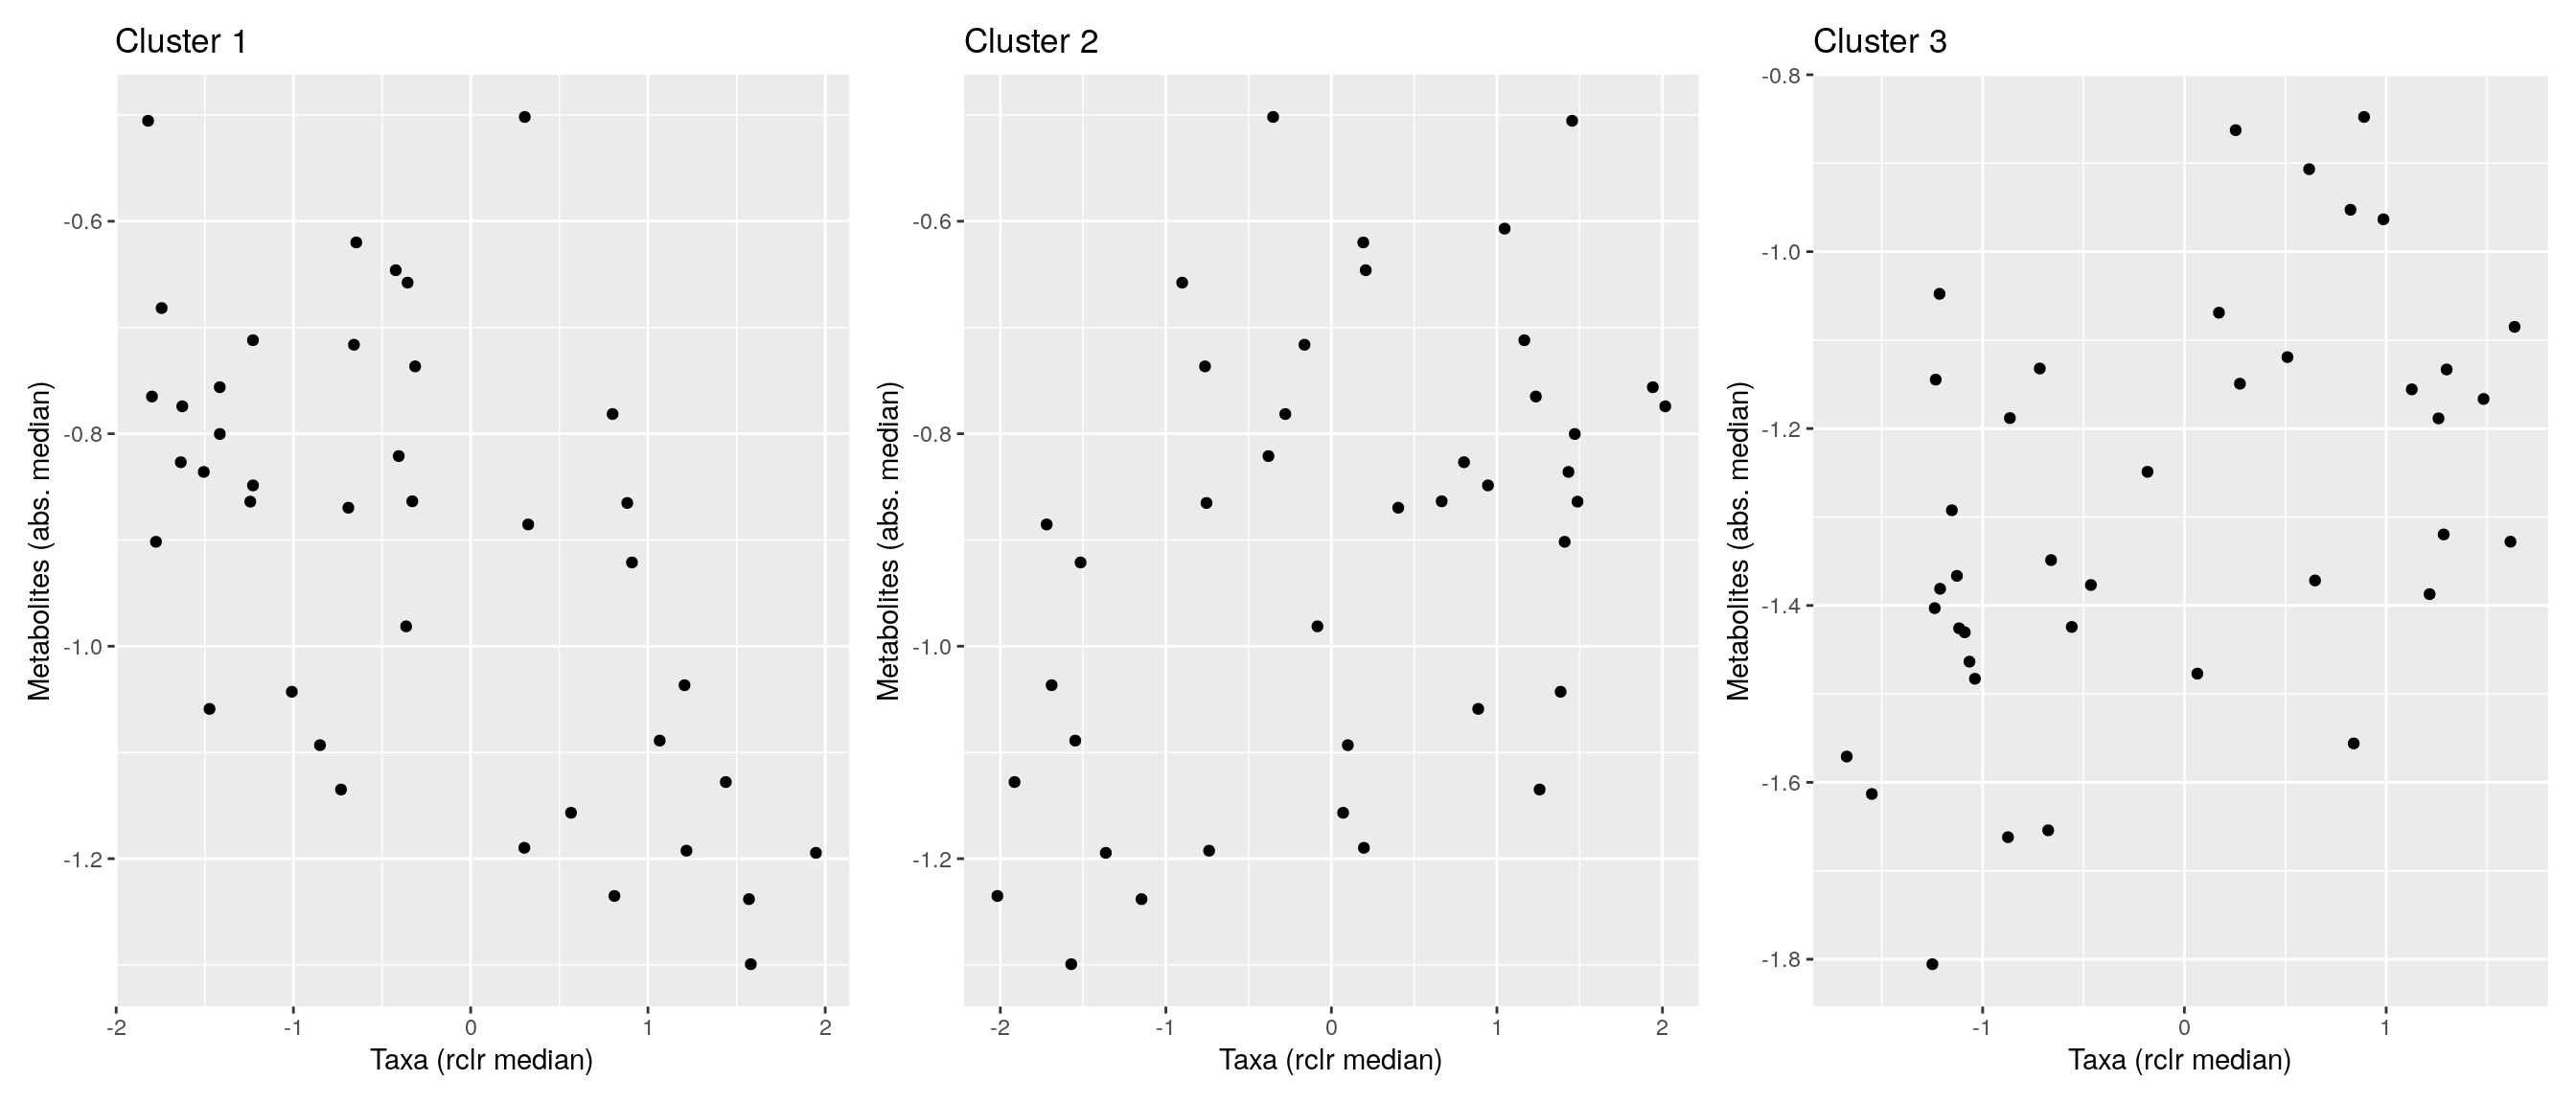 Cluster 1
Metabolites (abs. median)
-0.6
-0.8
-1.0
-1.2
-2 -1 0 1 2
Taxa (rclr median)
Cluster 2
Metabolites (abs. median)
-0.6
-0.8
-1.0
-1.2
-2 -1 0 1 2
Taxa (rclr median)
Cluster 3
Metabolites (abs. median)
-0.8
-1.0
-1.2
-1.4
-1.6
-1.8
-1 0 1
Taxa (rclr median)